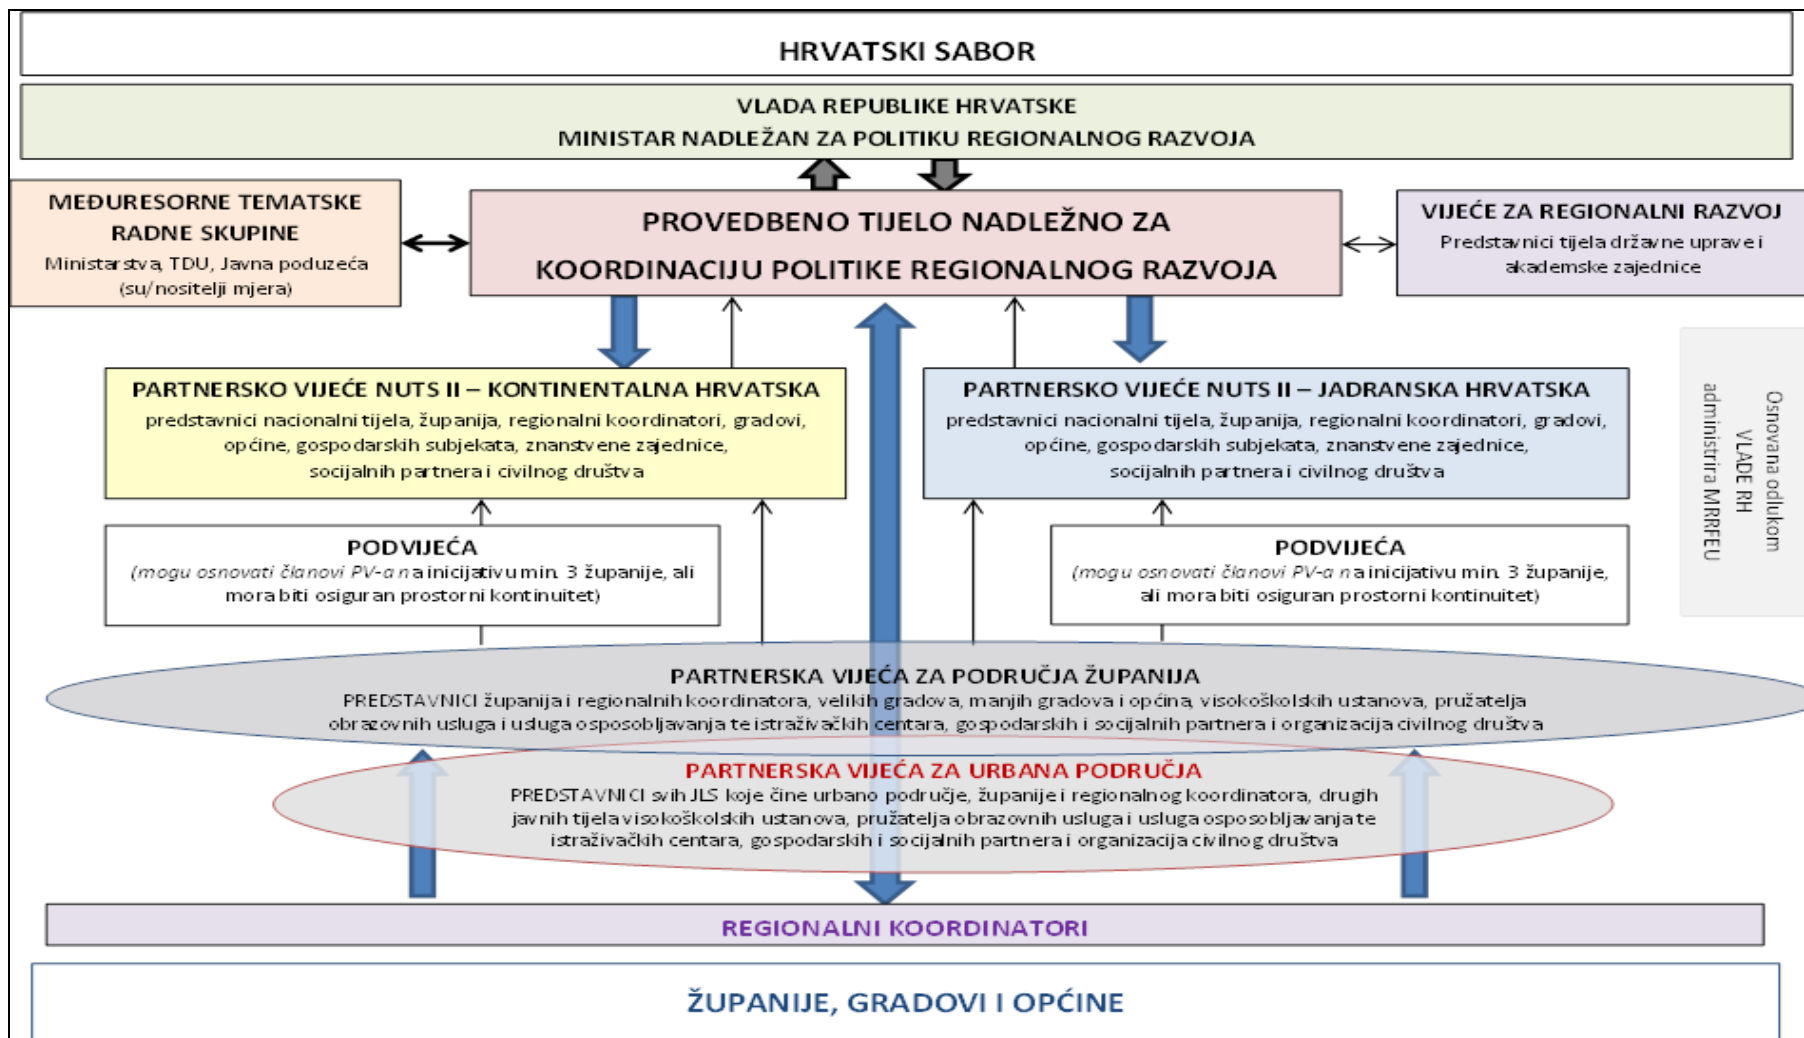 HRVATSKI SABOR
VLADA REPUBLIKE HRVATSKE
MINISTAR NADLEŽAN ZA POLITIKU REGIONALNOG RAZVOJA
MEĐURESORNE TEMATSKE
RADNE SKUPINE
Ministarstva, TDU, Javna poduzeća
(su/nositelji mjera)
PROVEDBENO TIJELO NADLEŽNO ZA
KOORDINACIJU POLITIKE REGIONALNOG RAZVOJA
VIJEĆE ZA REGIONALNI RAZVOJ
Predstavnici tijela državne uprave i
akademske zajednice
PARTNERSKO VIJEĆE NUTS II – KONTINENTALNA HRVATSKA
predstavnici nacionalni tijela, županija, regionalni koordinatori, gradovi,
općine, gospodarskih subjekata, znanstvene zajednice,
socijalnih partnera i civilnog društva
PARTNERSKO VIJEĆE NUTS II – JADRANSKA HRVATSKA
predstavnici nacionalni tijela, županija, regionalni koordinatori, gradovi,
općine, gospodarskih subjekata, znanstvene zajednice,
socijalnih partnera i civilnog društva
Osnovana odlukom
VLADE RH
administrira MRRFEU
PODVIJEĆA
(mogu osnovati članovi PV-a na inicijativu min. 3 županije, ali
mora biti osiguran prostorni kontinuitet)
PODVIJEĆA
(mogu osnovati članovi PV-a na inicijativu min. 3 županije,
ali mora biti osiguran prostorni kontinuitet)
PARTNERSKA VIJEĆA ZA PODRUČJA ŽUPANIJA
PREDSTAVNICI županija i regionalnih koordinatora, velikih gradova, manjih gradova i općina, visokoškolskih ustanova, pružatelja
obrazovnih usluga i usluga osposobljavanja te istraživačkih centara, gospodarskih i socijalnih partnera i organizacija civilnog društva
PARTNERSKA VIJEĆA ZA URBANA PODRUČJA
PREDSTAVNICI svih JLS koje čine urbano područje, županije i regionalnog koordinatora, drugih
javnih tijela visokoškolskih ustanova, pružatelja obrazovnih usluga i usluga osposobljavanja te
istraživačkih centara, gospodarskih i socijalnih partnera i organizacija civilnog društva
REGIONALNI KOORDINATORI
ŽUPANIJE, GRADOVI I OPĆINE